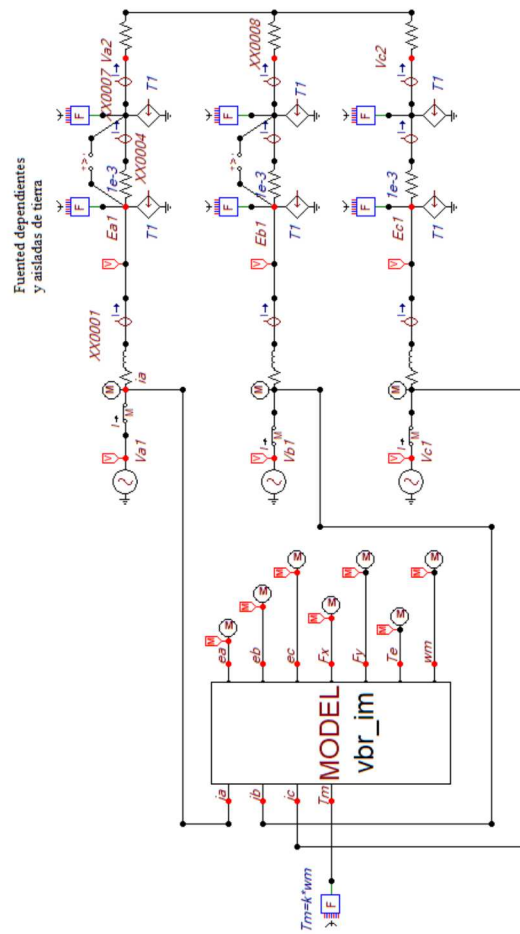 Fuented dependientes
y aisladas de tierra
XX0001
XX0007
Va2
XX0004
1e-3
Ea1
T1
T1
ia
Va1
I
M
M
V
V
F
F
I
I
I
XX0008
Eb1
T1
T1
Vb1
I
M
M
V
V
F
F
I
I
I
Vc2
1e-3
Ec1
T1
T1
Vc1
I
M
M
V
V
F
F
I
I
I
MODEL
vbr_im
ia
ib
ic
Tm
ea
eb
ec
Fx
Fy
Te
wm
M
M
M
M
M
M
M
M
M
M
M
M
M
M
F
Tm=k*wm